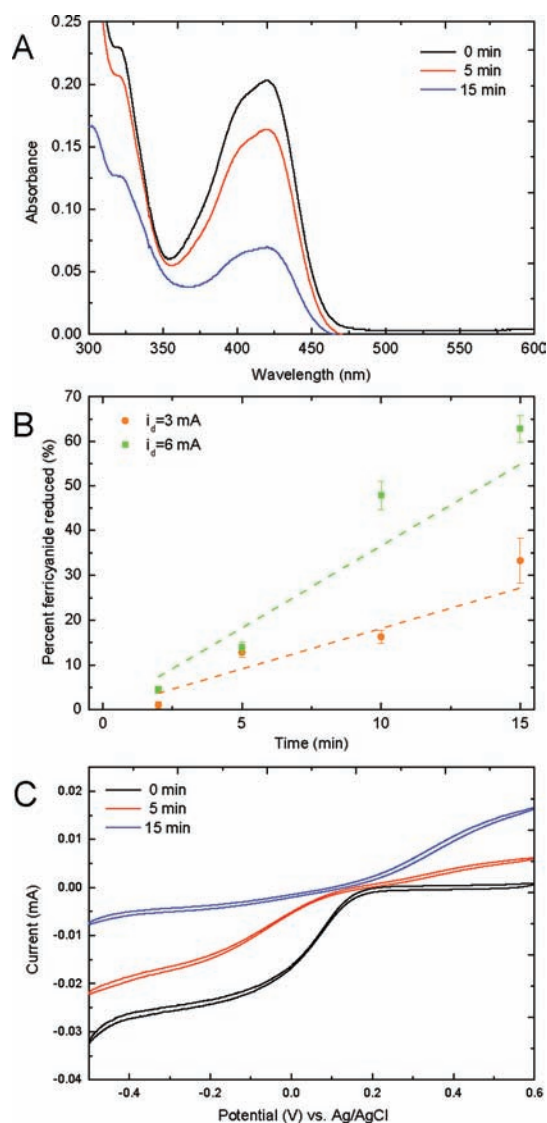 A
0 min
5 min
15 min
0.25
0.20
0.15
0.10
0.05
0.00
Absorbance
300 350 400 450 500 550 600
Wavelength (nm)
B
i_d=3 mA
i_d=6 mA
70
60
50
40
30
20
10
0
Percent ferricyanide reduced (%)
0 5 10 15
Time (min)
C
0 min
5 min
15 min
0.02
0.01
0.00
-0.01
-0.02
-0.03
-0.04
Current (mA)
-0.4 -0.2 0.0 0.2 0.4 0.6
Potential (V) vs. Ag/AgCl